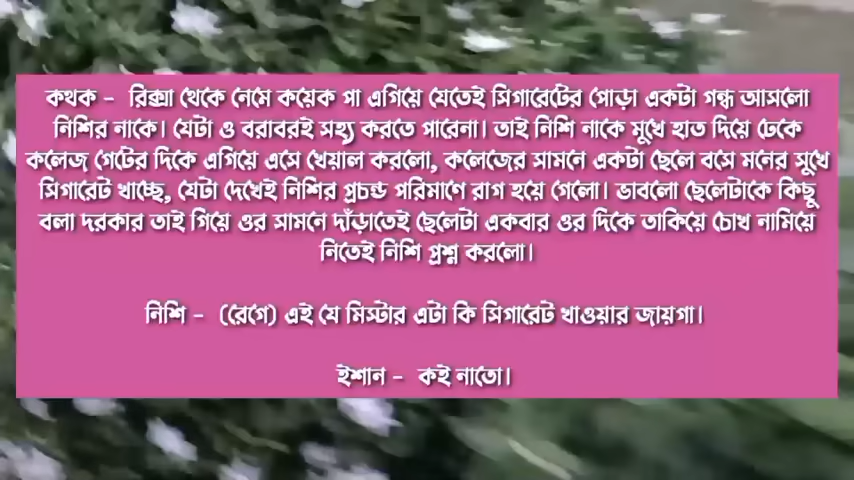 কথক - রিক্সা থেকে নেমে কয়েক পা এগিয়ে যেতেই সিগারেটের পোড়া একটা গন্ধ আসলো
নিশির নাকে। যেটা ও বরাবরই সহ্য করতে পারেনা। তাই নিশি নাকে মুখে হাত দিয়ে ঢেকে
কলেজ গেটের দিকে এগিয়ে এসে খেয়াল করলো, কলেজের সামনে একটা ছেলে বসে মনের সুখে
সিগারেট খাচ্ছে, যেটা দেখেই নিশির প্রচন্ড পরিমাণে রাগ হয়ে গেলো। ভাবলো ছেলেটাকে কিছু
বলা দরকার তাই গিয়ে ওর সামনে দাঁড়াতেই ছেলেটা একবার ওর দিকে তাকিয়ে চোখ নামিয়ে
নিতেই নিশি প্রশ্ন করলো।
নিশি - (রেগে) এই যে মিস্টার এটা কি সিগারেট খাওয়ার জায়গা।
ইশান - কই নাতো।